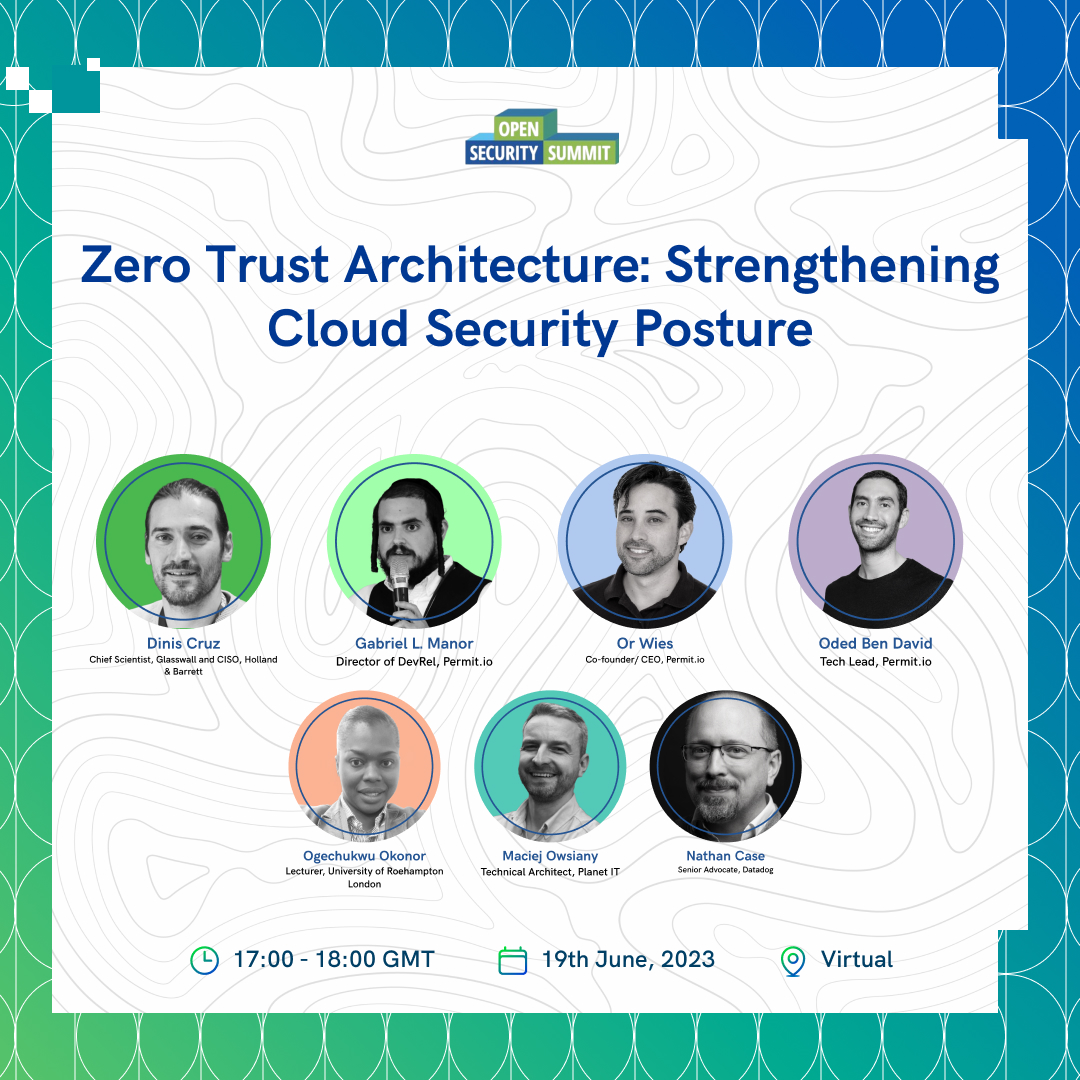 OPEN
SECURITY SUMMIT
Zero Trust Architecture: Strengthening
Cloud Security Posture
Dinis Cruz
Chief Scientist, Glasswall and CISO, Holland
& Barrett
Gabriel L. Manor
Director of DevRel, Permit.io
Or Wies
Co-founder/ CEO, Permit.io
Oded Ben David
Tech Lead, Permit.io
Ogechukwu Okonor
Lecturer, University of Roehampton
London
Maciej Owsiany
Technical Architect, Planet IT
Nathan Case
Senior Advocate, Datadog
17:00 - 18:00 GMT
19th June, 2023
Virtual